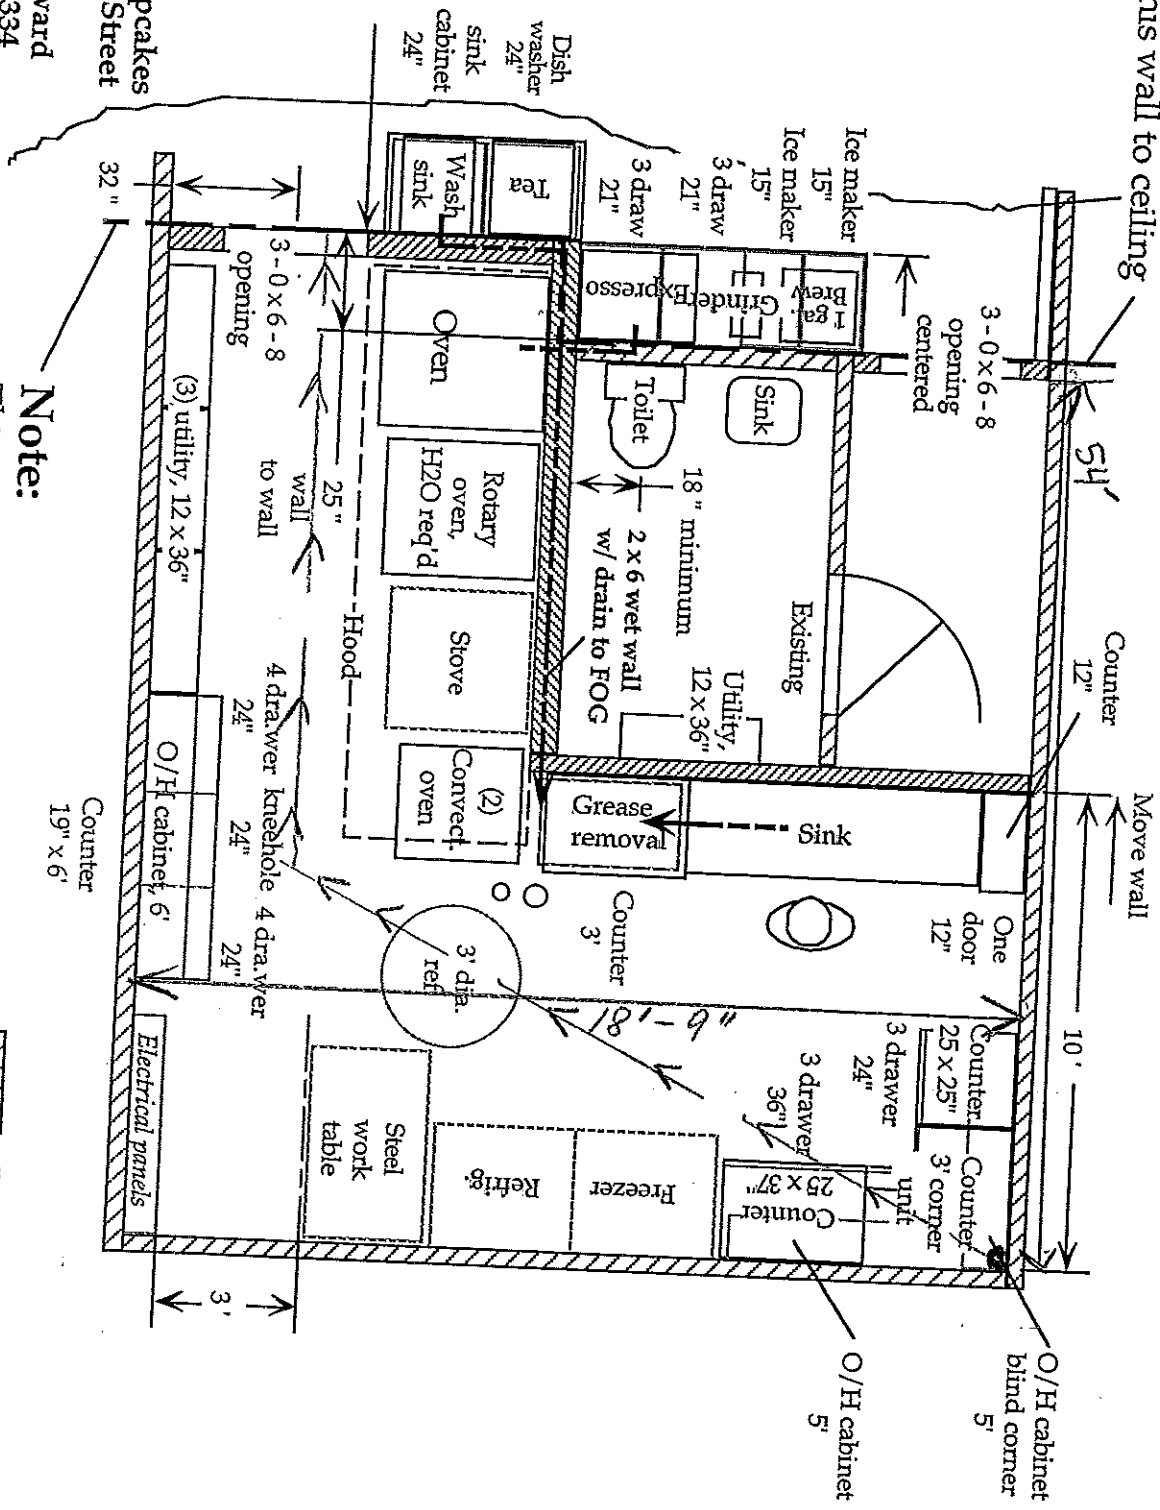 his wall to ceiling
pcakes
Street
vard
334
Dish
washer
24"
sink
cabinet
24"
Ice maker
15"
Ice maker
15"
3 draw
21"
3 draw
21"
32"
Wash
sink
Tea
Expresso
Grinder
1 gal.
Brew
3 - 0 x 6 - 8
opening
centered
3 - 0 x 6 - 8
opening
54'
Note:
Oven
Rotary
oven,
H2O req'd
Stove
(2)
Convect.
oven
Hood
25"
wall
to wall
(3) utility, 12 x 36"
Toilet
Sink
18" minimum
2 x 6 wet wall
w/ drain to FOG
Existing
Utility,
12 x 36"
Counter
12"
Move wall
Grease
removal
Sink
4 dra.wer
24"
kneehole
24"
4 dra.wer
24"
O/H cabinet, 6'
Counter
19" x 6'
Counter
3'
3' dia.
ref
18'-6"
One
door
12"
10'
Counter
25 x 25"
3 drawer
24"
3 drawer
36"
Counter
3' corner
unit
Counter
25 x 37"
Freezer
Refrig.
Steel
work
table
Electrical panels
3'
O/H cabinet
5'
O/H cabinet
blind corner
5'